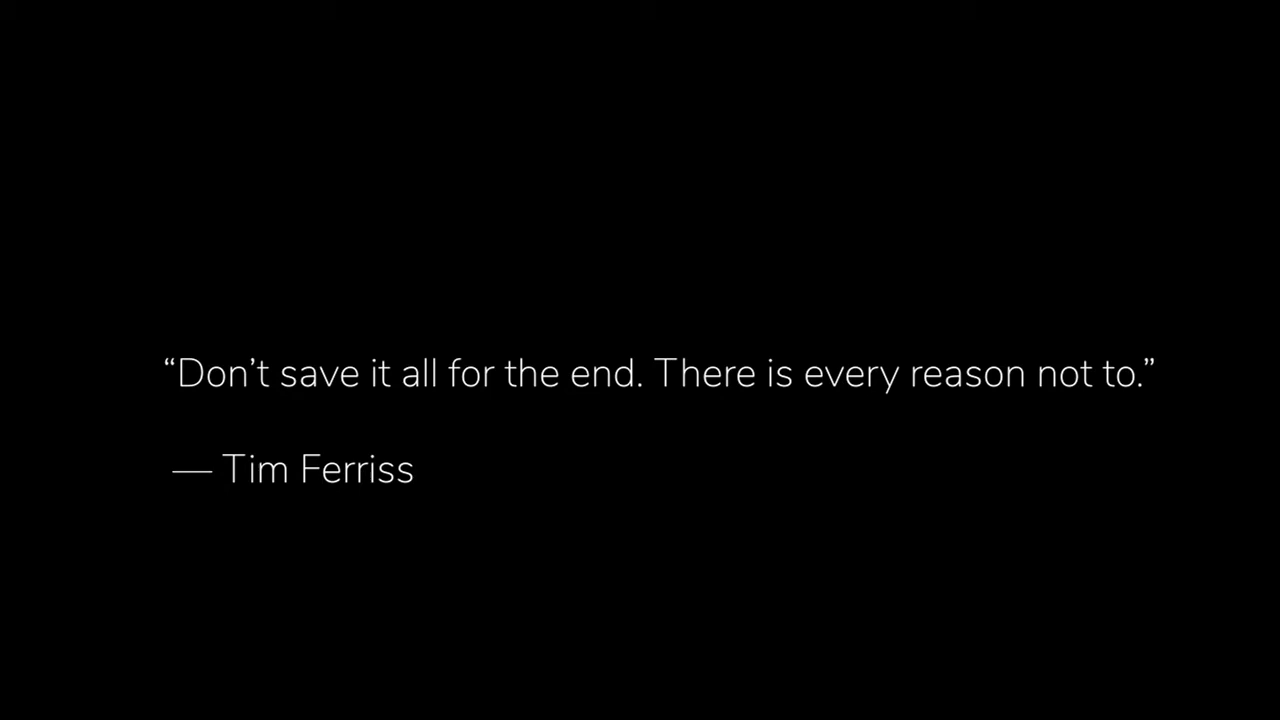 “Don’t save it all for the end. There is every reason not to.”
— Tim Ferriss